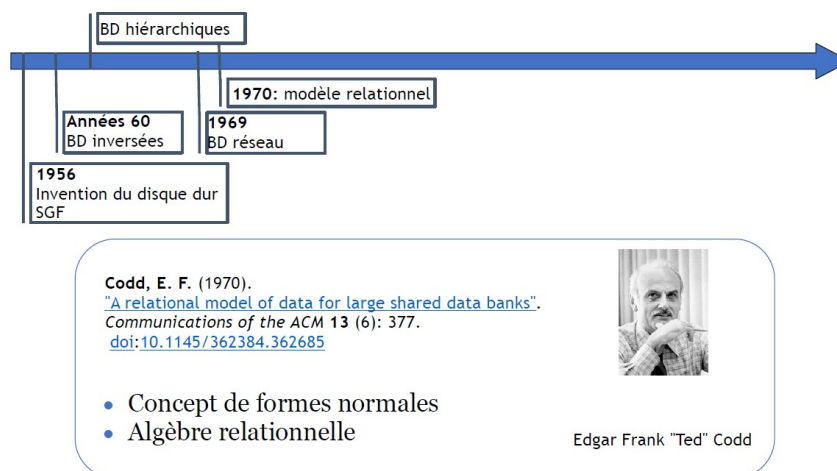 BD hiérarchiques
1970: modèle relationnel
Années 60
BD inversées
1969
BD réseau
1956
Invention du disque dur
SGF
Codd, E. F. (1970).
"A relational model of data for large shared data banks".
Communications of the ACM 13 (6): 377.
doi:10.1145/362384.362685
• Concept de formes normales
• Algèbre relationnelle
Edgar Frank "Ted" Codd